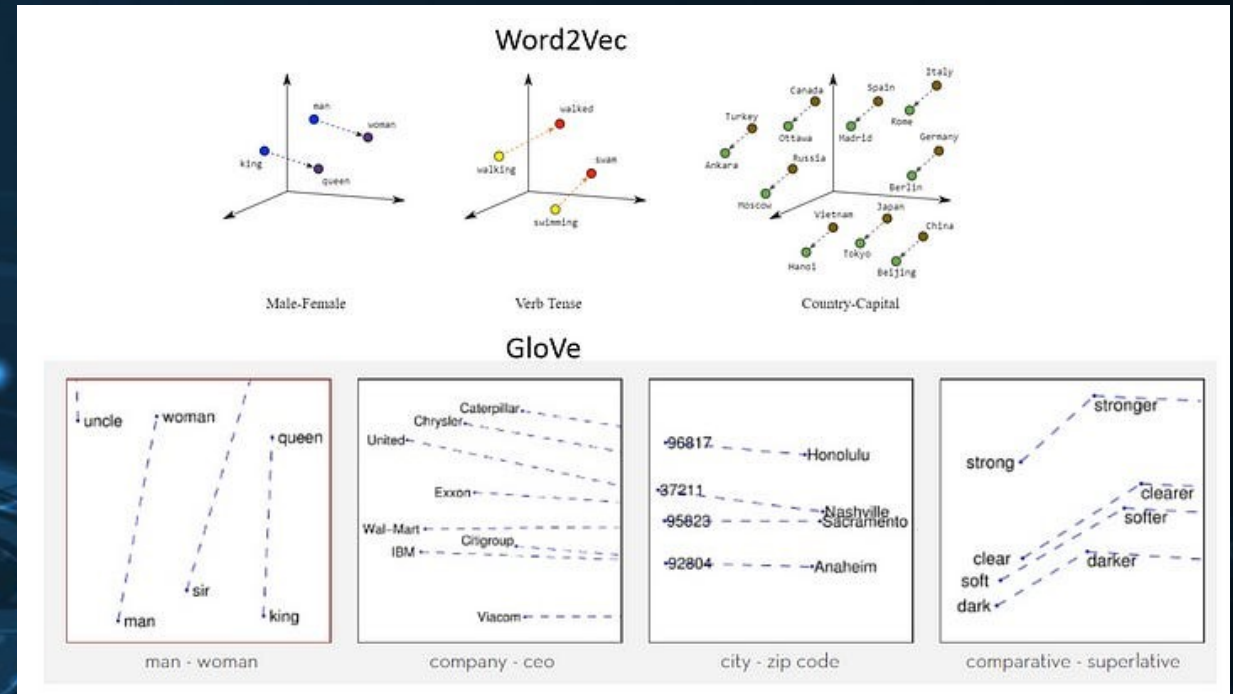 Word2Vec
man
woman
king
queen
Male-Female
walked
walking
swam
swimming
Verb Tense
Italy
Canada
Spain
Turkey
Rome
Ottawa
Madrid
Germany
Ankara
Russia
Berlin
Moscow
Japan
Vietnam
China
Tokyo
Hanoi
Beijing
Country-Capital
GloVe
uncle
woman
queen
sir
man
king
man - woman
Caterpillar
Chrysler
United
Exxon
Wal-Mart
Citigroup
IBM
Viacom
company - ceo
96817
Honolulu
37211
Nashville
95823
Sacramento
92804
Anaheim
city - zip code
stronger
strong
clearer
softer
clear
darker
soft
dark
comparative - superlative